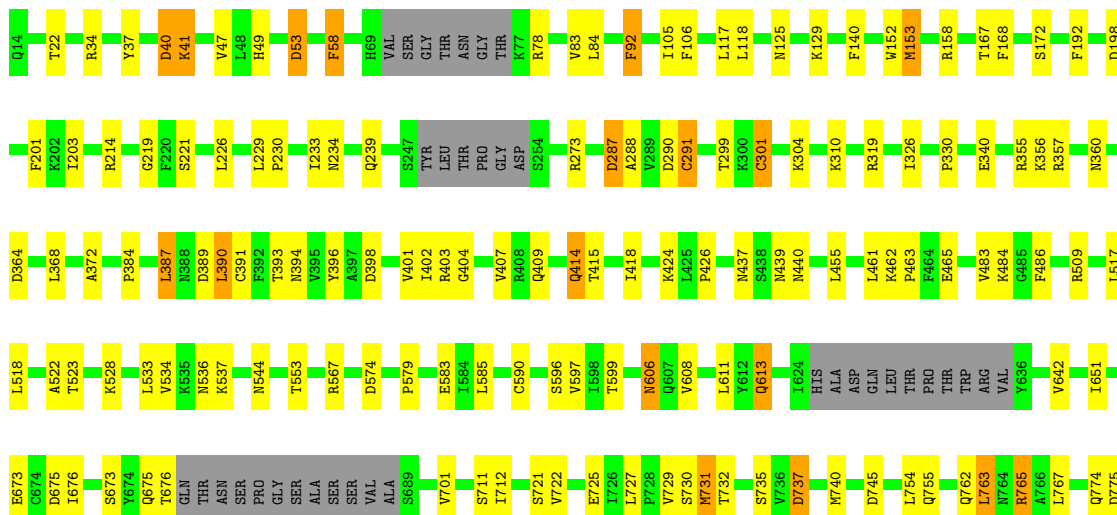 Q14 T22 R34 Y37 D40 K41 V47 L48 H49 D53 F58 H69 VAL SER GLY THR ASN GLY THR K77 R78 V83 L84 F92 I105 F106 L117 L118 N125 K129 F140 W152 M153 R158 T167 F168 S172 F192 D198
F201 K202 I203 R214 G219 F220 S221 L226 L229 P230 I233 N234 Q239 S247 TYR LEU THR PRO GLY ASP S254 R273 D287 A288 V289 D290 C291 T299 K300 C301 K304 K310 R319 I326 P330 E340 R355 K356 R357 N360
D364 L368 A372 P384 L387 N388 D389 L390 C391 F392 T393 N394 V395 Y396 A397 D398 V401 I402 R403 G404 V407 R408 Q409 Q414 T415 I418 K424 L425 P426 N437 S438 N439 N440 L455 L461 K462 P463 F464 E465 V483 K484 G485 F486 R509 L517
L518 A522 T523 K528 L533 V534 K535 N536 K537 N544 T553 R567 D574 P579 E583 I584 L585 C590 S596 V597 I598 T599 N606 Q607 V608 L611 Y612 Q613 I624 HIS ALA ASP GLN LEU THR PRO THR TRP ARG VAL Y636 V642 I651
E673 C674 D675 I676 S673 Y674 Q675 T676 GLN THR ASN SER PRO GLY SER ALA SER SER VAL ALA S689 V701 S711 I712 S721 V722 E725 I726 L727 P728 V729 S730 M731 T732 S735 V736 D737 M740 D745 L754 Q755 Q762 L763 N764 R765 A766 L767 Q774 D775